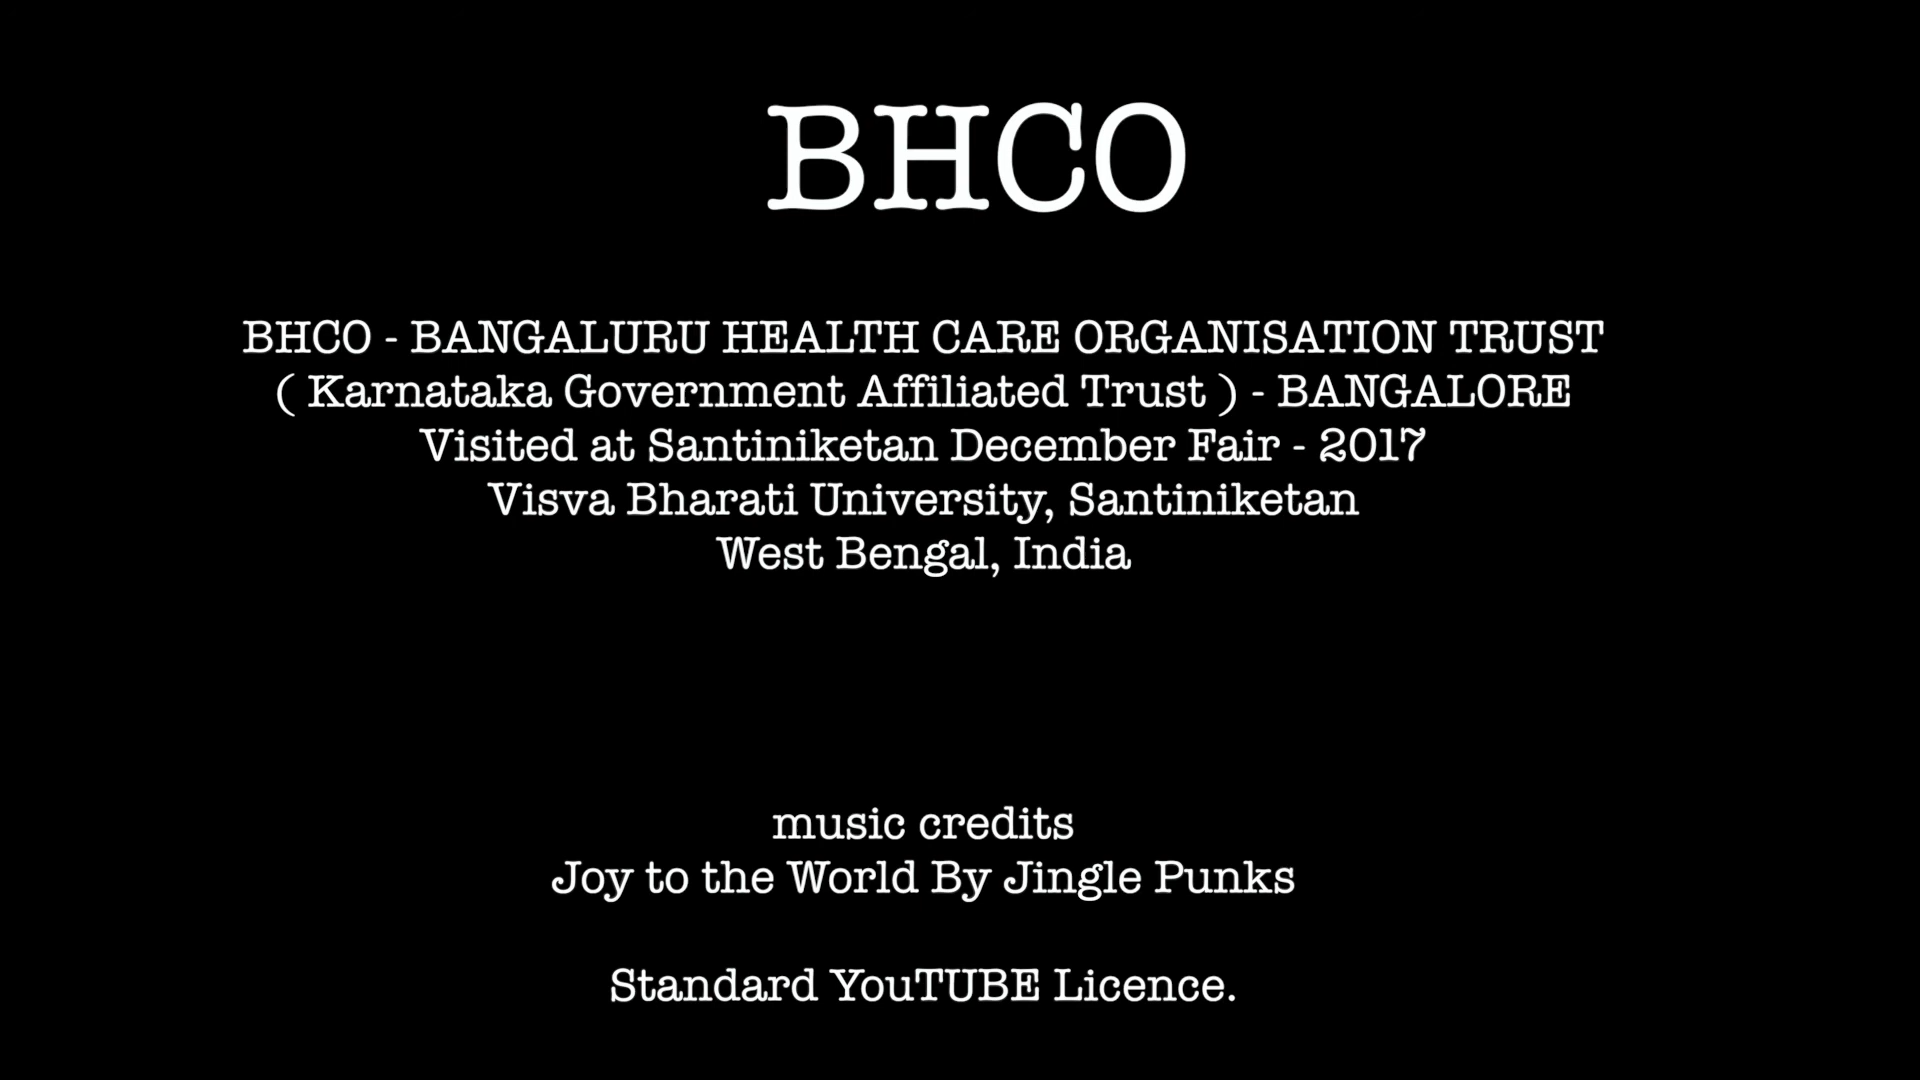 BHCO
BHCO - BANGALURU HEALTH CARE ORGANISATION TRUST
( Karnataka Government Affiliated Trust ) - BANGALORE
Visited at Santiniketan December Fair - 2017
Visva Bharati University, Santiniketan
West Bengal, India
music credits
Joy to the World By Jingle Punks
Standard YouTUBE Licence.